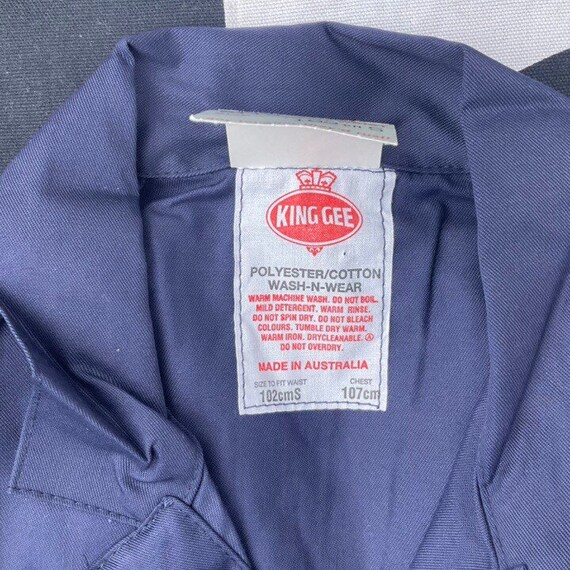 KING GEE
POLYESTER/COTTON
WASH-N-WEAR
WARM MACHINE WASH. DO NOT BOIL.
MILD DETERGENT. WARM RINSE.
DO NOT SPIN DRY. DO NOT BLEACH
COLOURS. TUMBLE DRY WARM.
WARM IRON. DRYCLEANABLE. Ⓐ
DO NOT OVERDRY.
MADE IN AUSTRALIA
SIZE TO FIT WAIST CHEST
102cmS 107cm